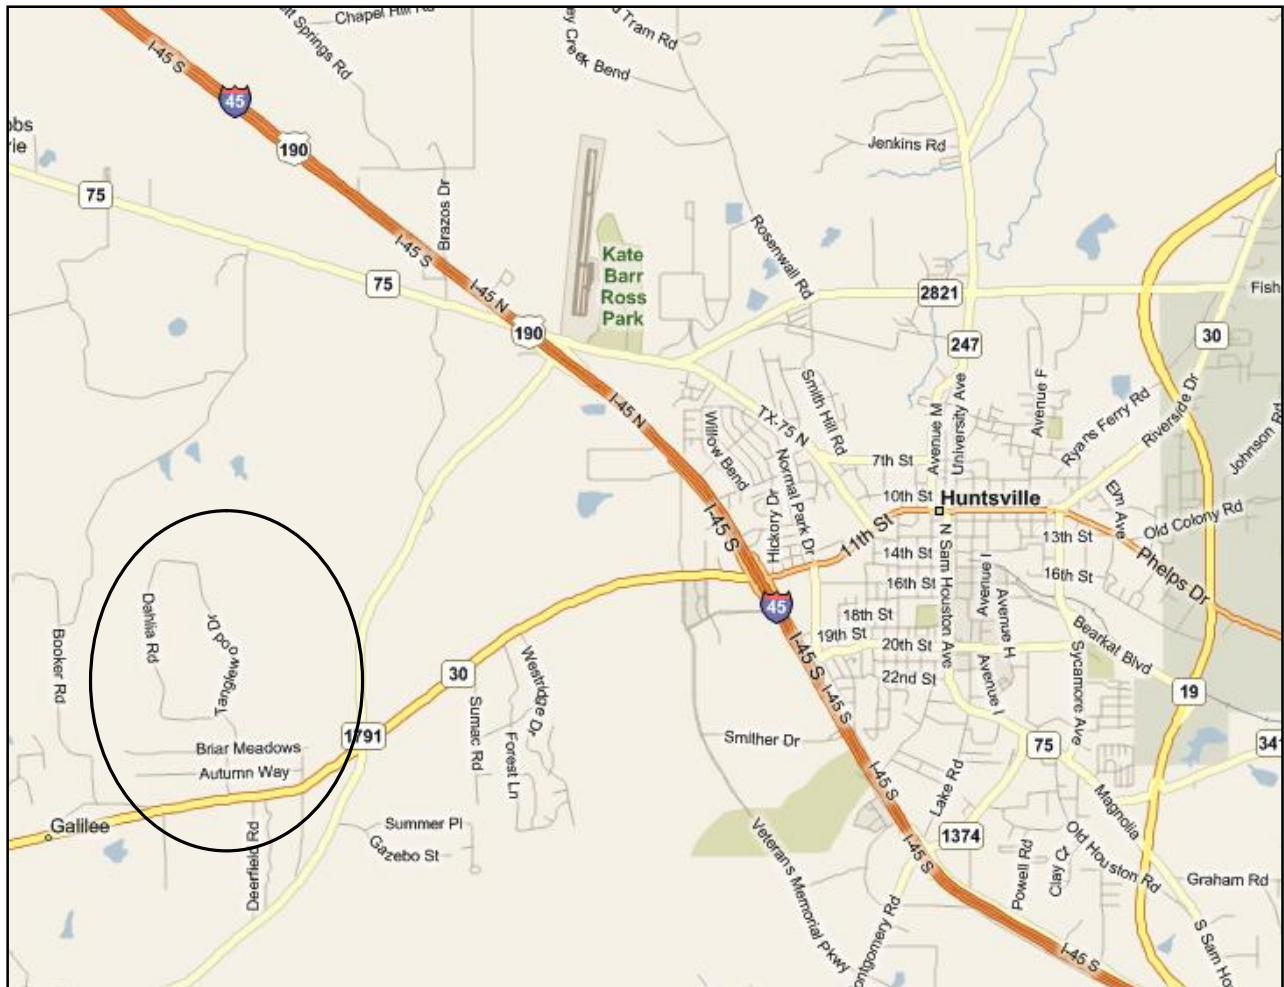 Chapel Hill Rd
Springs Rd
Tram Rd
Creek Bend
I-45 S
45
190
Jenkins Rd
75
Brazos Dr
I-45 S
Rosenwall Rd
Kate
Barr
Ross
Park
75
I-45 N
2821
Fish
190
247
30
I-45 N
Smith Hill Rd
Avenue F
Ryans Ferry Rd
Riverside Dr
Johnson Rd
Willow Bend
TX-75 N
Avenue M
University Ave
7th St
Normal Park Dr
Hickory Dr
10th St
Huntsville
Elm Ave
Old Colony Rd
I-45 S
11th St
13th St
14th St
Phelps Dr
N Sam Houston Ave
Avenue I
16th St
16th St
45
Dahlia Rd
Tanglewood Dr
18th St
Avenue H
Booker Rd
19th St
20th St
Bearkat Blvd
I-45 S
Westridge Dr
30
22nd St
Avenue I
Sycamore Ave
19
I-45 S
Sumac Rd
1791
Briar Meadows
Smither Dr
75
341
Autumn Way
Forest Ln
I-45 S
Lake Rd
Magnolia
Galilee
Summer Pl
Gazebo St
Deerfield Rd
Veterans Memorial Pkwy
1374
I-45 S
Powell Rd
Clay Ct
Old Houston Rd
Graham Rd
ontgomery Rd
I-45 S
S Sam Ho